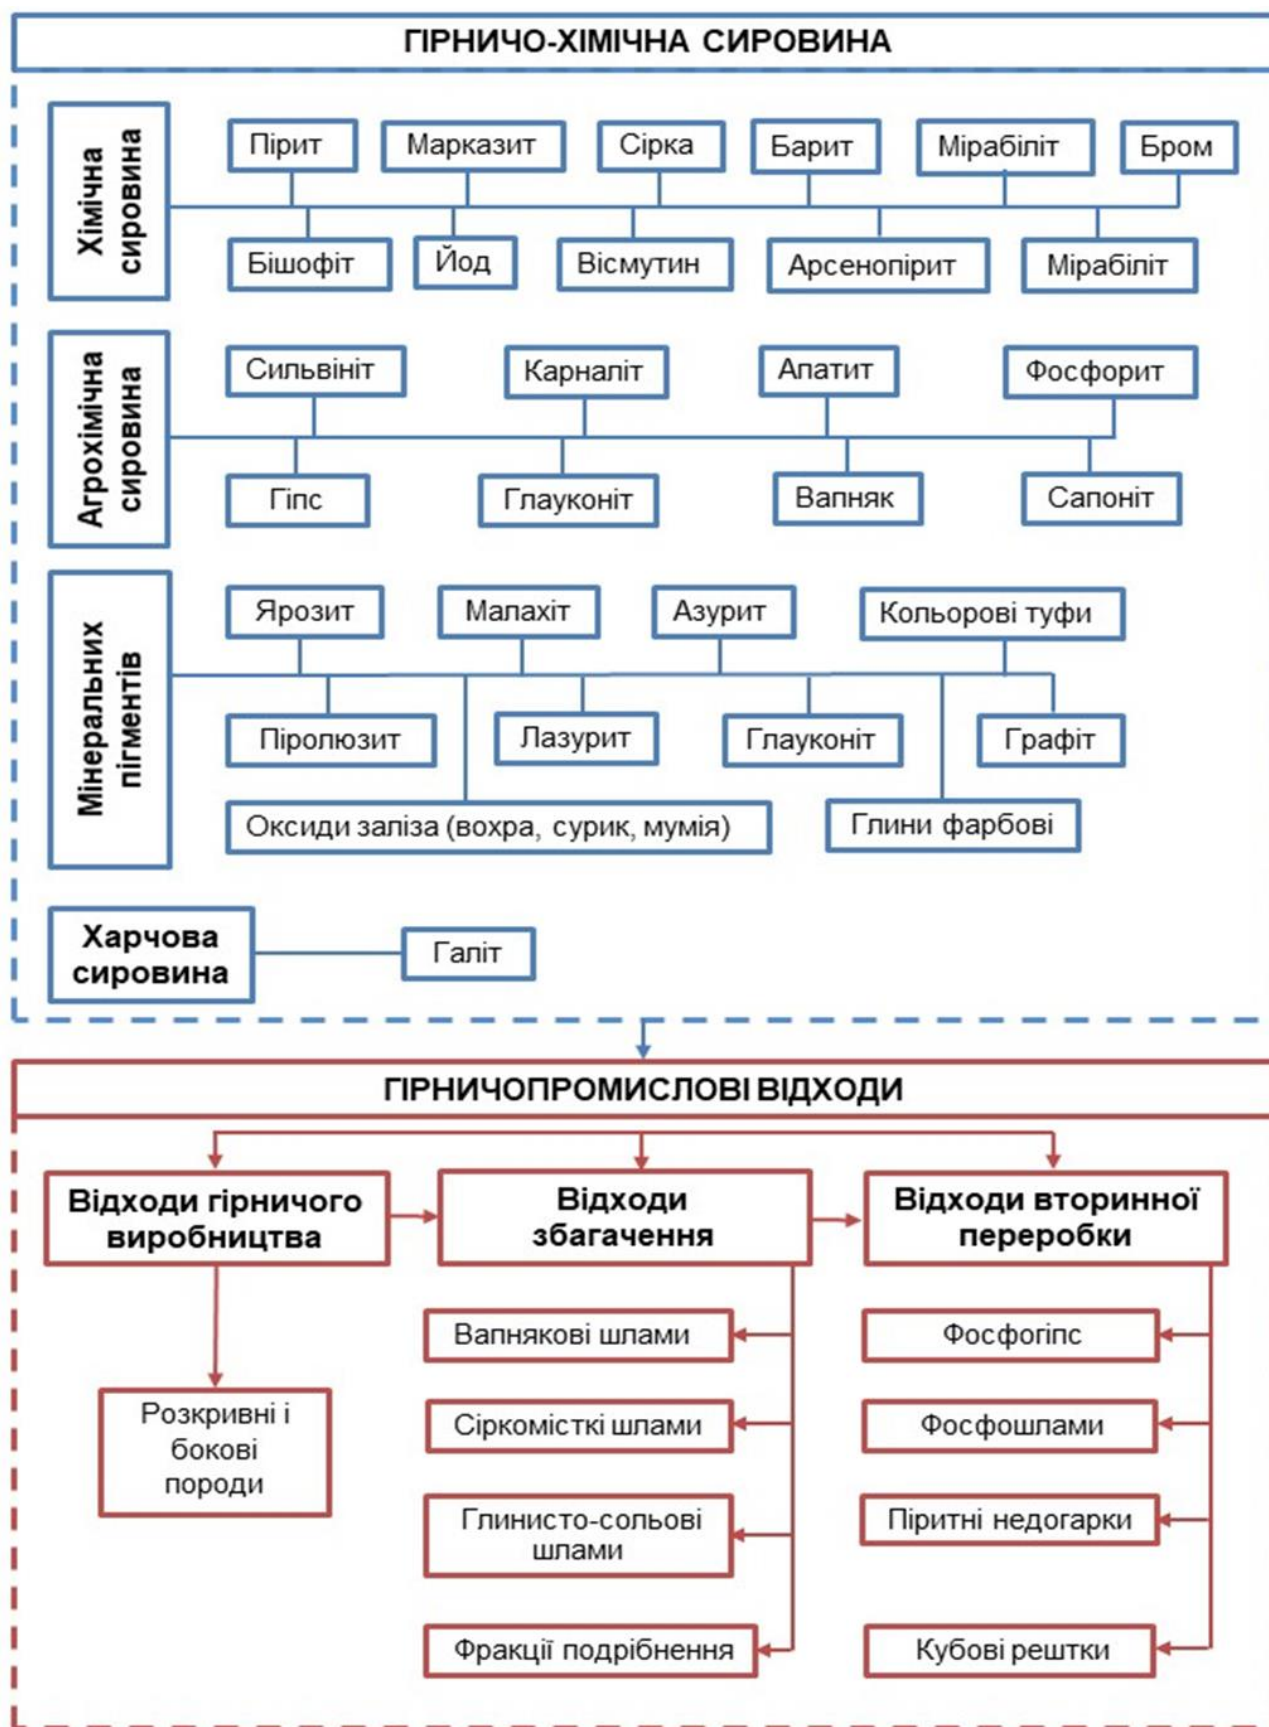 ГІРНИЧО-ХІМІЧНА СИРОВИНА
Хімічна
сировина
Пірит
Марказит
Сірка
Барит
Мірабіліт
Бром
Бішофіт
Йод
Вісмутин
Арсенопірит
Мірабіліт
Агрохімічна
сировина
Сильвініт
Карналіт
Апатит
Фосфорит
Гіпс
Глауконіт
Вапняк
Сапоніт
Мінеральних
пігментів
Ярозит
Малахіт
Азурит
Кольорові туфи
Піролюзит
Лазурит
Глауконіт
Графіт
Оксиди заліза (вохра, сурик, мумія)
Глини фарбові
Харчова
сировина
Галіт
ГІРНИЧОПРОМИСЛОВІ ВІДХОДИ
Відходи гірничого
виробництва
Відходи
збагачення
Відходи вторинної
переробки
Розкривні і
бокові
породи
Вапнякові шлами
Сіркомісткі шлами
Глинисто-сольові
шлами
Фракції подрібнення
Фосфогіпс
Фосфошлами
Піритні недогарки
Кубові рештки